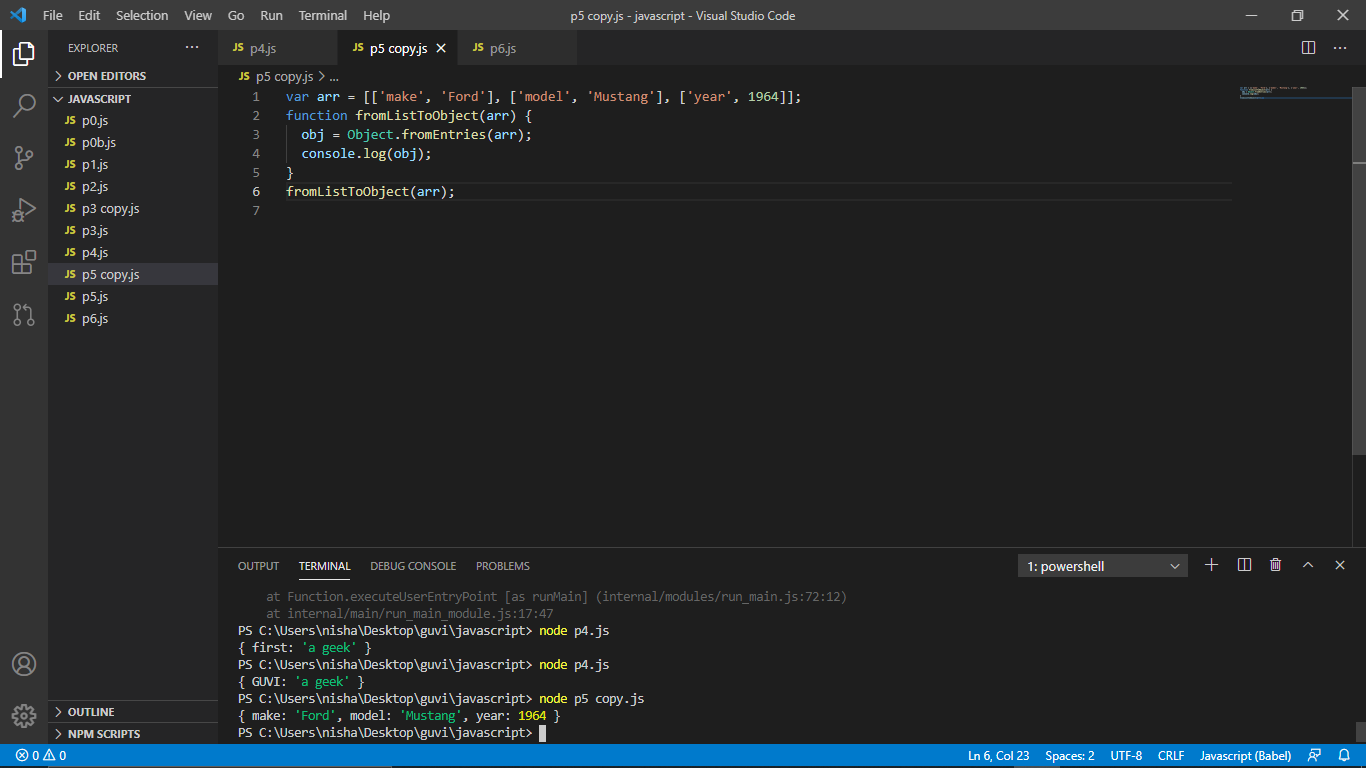 File Edit Selection View Go Run Terminal Help p5 copy.js - javascript - Visual Studio Code
EXPLORER ...
JS p4.js JS p5 copy.js JS p6.js
OPEN EDITORS
JAVASCRIPT
JS p0.js
JS p0b.js
JS p1.js
JS p2.js
JS p3 copy.js
JS p3.js
JS p4.js
JS p5 copy.js
JS p5.js
JS p6.js
OUTLINE
NPM SCRIPTS
JS p5 copy.js > ...
1 var arr = [['make', 'Ford'], ['model', 'Mustang'], ['year', 1964]];
2 function fromListToObject(arr) {
3 obj = Object.fromEntries(arr);
4 console.log(obj);
5 }
6 fromListToObject(arr);
7
OUTPUT TERMINAL DEBUG CONSOLE PROBLEMS 1: powershell
at Function.executeUserEntryPoint [as runMain] (internal/modules/run_main.js:72:12)
at internal/main/run_main_module.js:17:47
PS C:\Users\nisha\Desktop\guvi\javascript> node p4.js
{ first: 'a geek' }
PS C:\Users\nisha\Desktop\guvi\javascript> node p4.js
{ GUVI: 'a geek' }
PS C:\Users\nisha\Desktop\guvi\javascript> node p5 copy.js
{ make: 'Ford', model: 'Mustang', year: 1964 }
PS C:\Users\nisha\Desktop\guvi\javascript>
0 0 Ln 6, Col 23 Spaces: 2 UTF-8 CRLF Javascript (Babel)